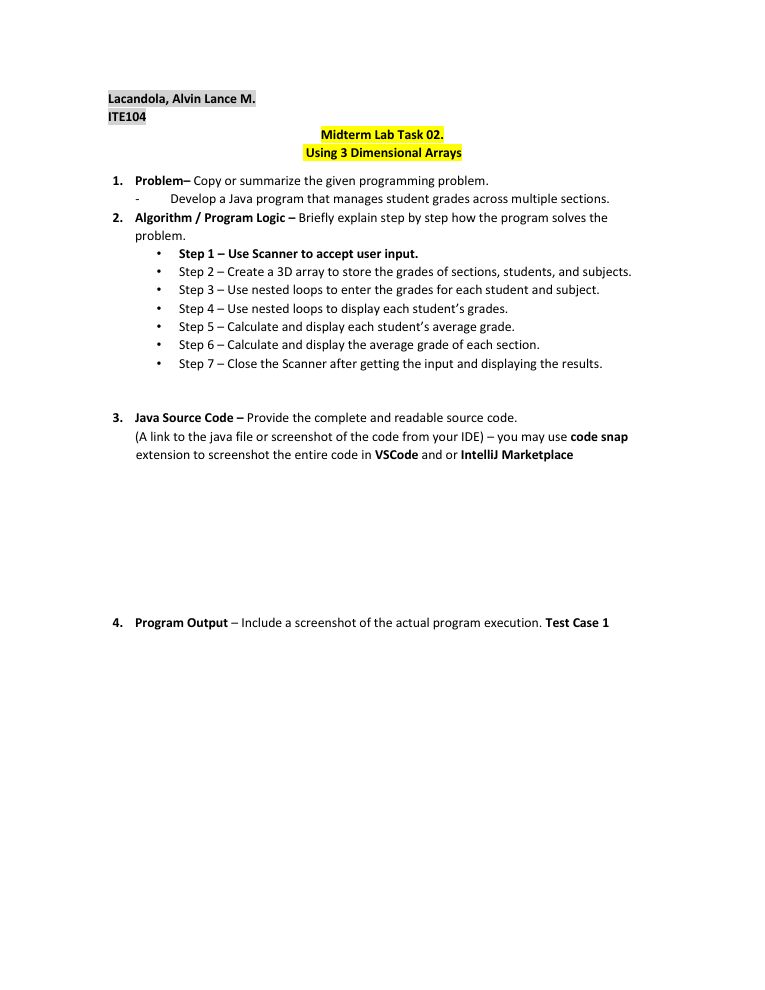 Lacandola, Alvin Lance M.
ITE104
Midterm Lab Task 02.
Using 3 Dimensional Arrays
1. Problem– Copy or summarize the given programming problem.
- Develop a Java program that manages student grades across multiple sections.
2. Algorithm / Program Logic – Briefly explain step by step how the program solves the
problem.
• Step 1 – Use Scanner to accept user input.
• Step 2 – Create a 3D array to store the grades of sections, students, and subjects.
• Step 3 – Use nested loops to enter the grades for each student and subject.
• Step 4 – Use nested loops to display each student’s grades.
• Step 5 – Calculate and display each student’s average grade.
• Step 6 – Calculate and display the average grade of each section.
• Step 7 – Close the Scanner after getting the input and displaying the results.
3. Java Source Code – Provide the complete and readable source code.
(A link to the java file or screenshot of the code from your IDE) – you may use code snap
extension to screenshot the entire code in VSCode and or IntelliJ Marketplace
4. Program Output – Include a screenshot of the actual program execution. Test Case 1